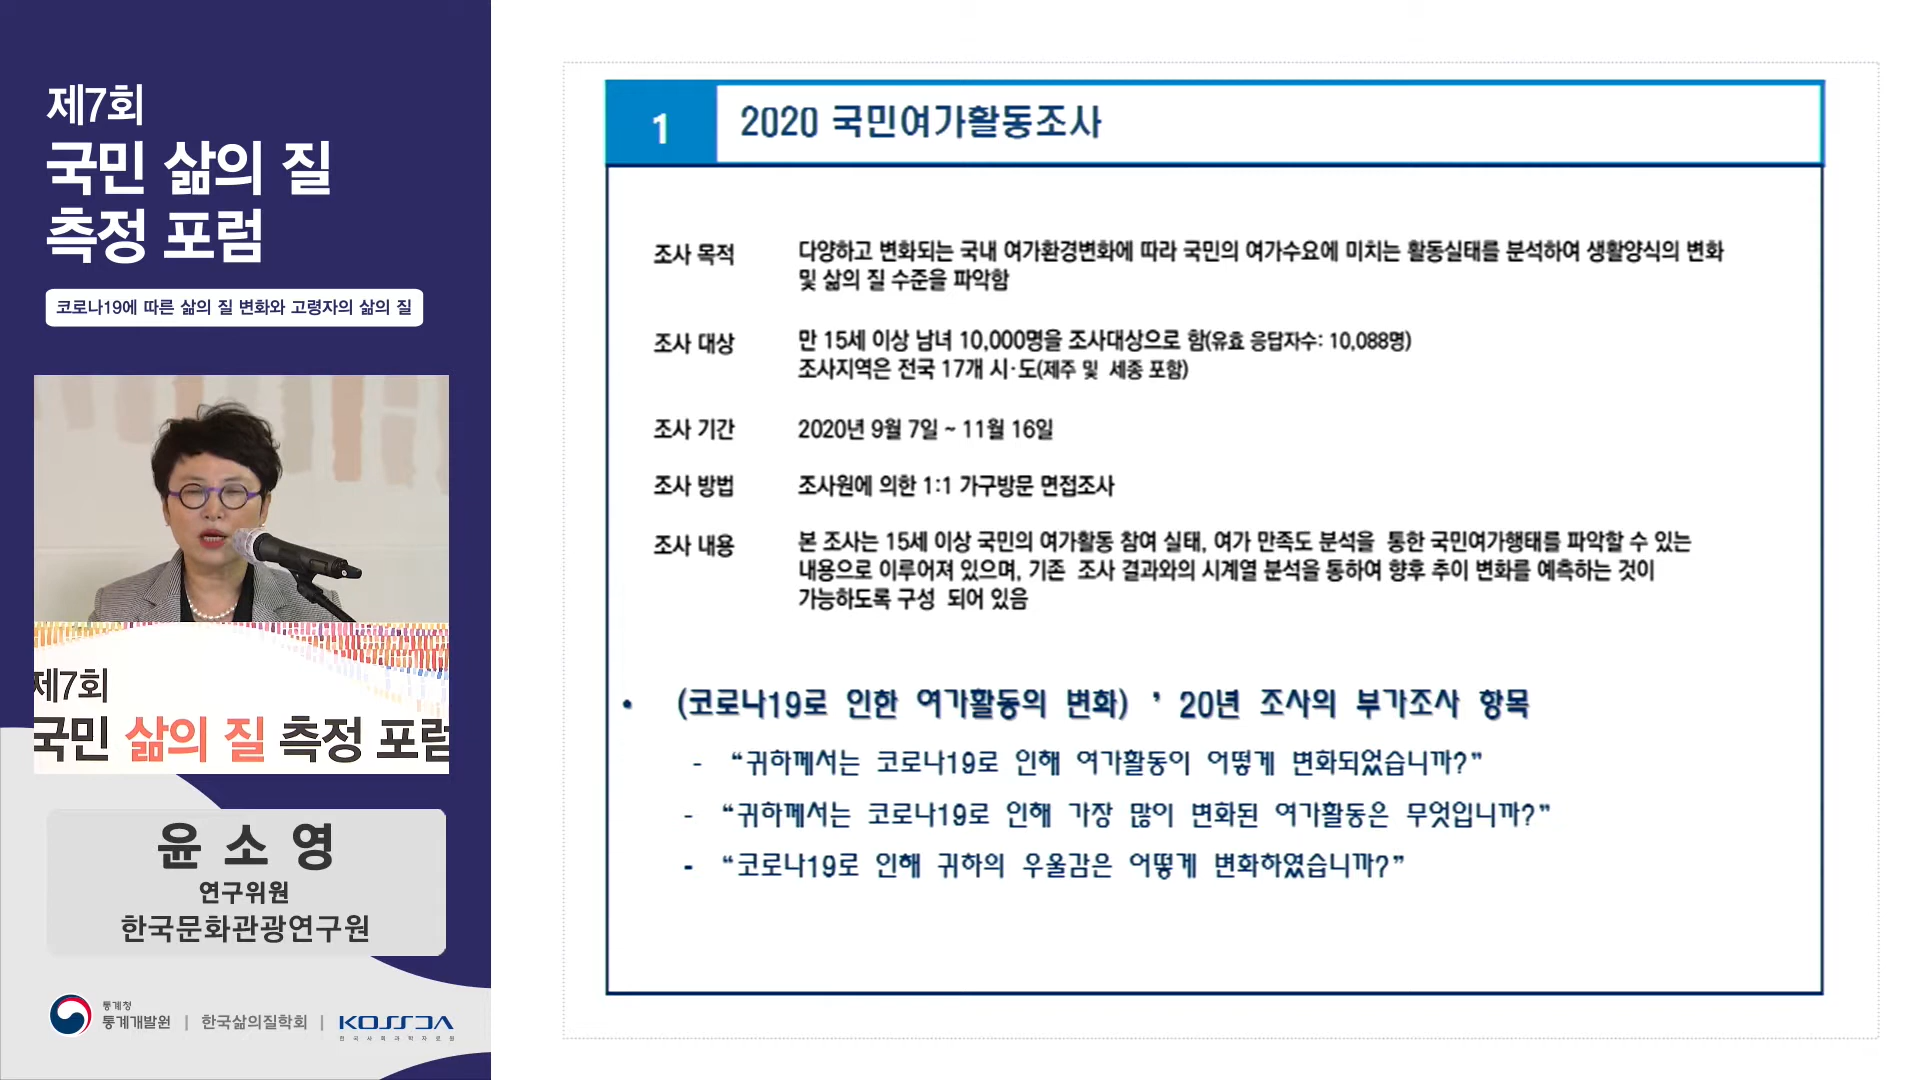 제7회
국민 삶의 질
측정 포럼
코로나19에 따른 삶의 질 변화와 고령자의 삶의 질
제7회
국민 삶의 질 측정 포럼
윤 소 영
연구위원
한국문화관광연구원
통계청
통계개발원 | 한국삶의질학회 | KOSSDA
한국사회과학자료원
1 2020 국민여가활동조사
조사 목적 다양하고 변화되는 국내 여가환경변화에 따라 국민의 여가수요에 미치는 활동실태를 분석하여 생활양식의 변화
및 삶의 질 수준을 파악함
조사 대상 만 15세 이상 남녀 10,000명을 조사대상으로 함(유효 응답자수: 10,088명)
조사지역은 전국 17개 시·도(제주 및 세종 포함)
조사 기간 2020년 9월 7일 ~ 11월 16일
조사 방법 조사원에 의한 1:1 가구방문 면접조사
조사 내용 본 조사는 15세 이상 국민의 여가활동 참여 실태, 여가 만족도 분석을 통한 국민여가행태를 파악할 수 있는
내용으로 이루어져 있으며, 기존 조사 결과와의 시계열 분석을 통하여 향후 추이 변화를 예측하는 것이
가능하도록 구성 되어 있음
• (코로나19로 인한 여가활동의 변화) ’ 20년 조사의 부가조사 항목
- “귀하께서는 코로나19로 인해 여가활동이 어떻게 변화되었습니까?”
- “귀하께서는 코로나19로 인해 가장 많이 변화된 여가활동은 무엇입니까?”
- “코로나19로 인해 귀하의 우울감은 어떻게 변화하였습니까?”